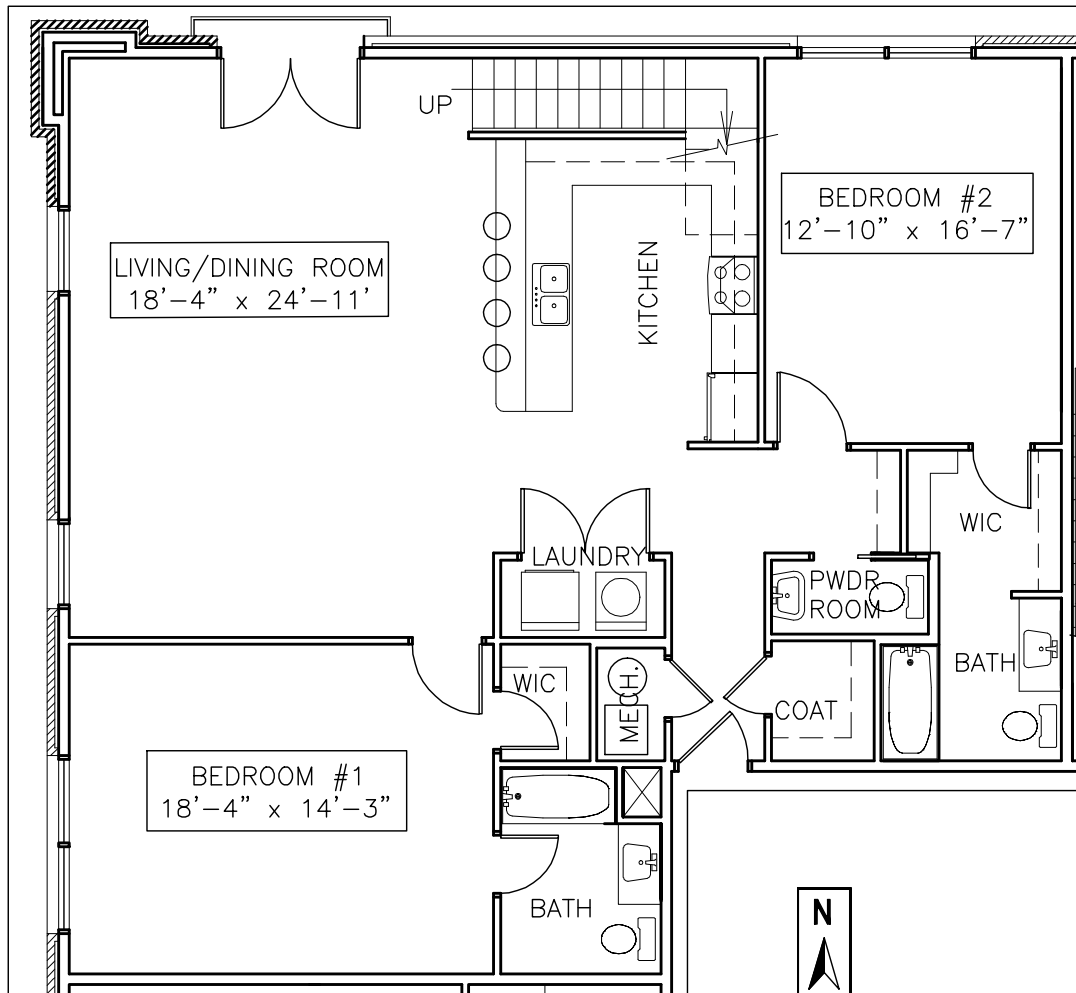 UP
BEDROOM #2
12'-10" x 16'-7"
LIVING/DINING ROOM
18'-4" x 24'-11'
KITCHEN
WIC
LAUNDRY
PWDR
ROOM
BATH
WIC
MECH.
COAT
BEDROOM #1
18'-4" x 14'-3"
BATH
N